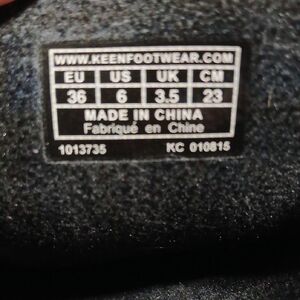 WWW.KEENFOOTWEAR.COM
EU US UK CM
36 6 3.5 23
MADE IN CHINA
Fabriqué en Chine
1013735 KC 010815